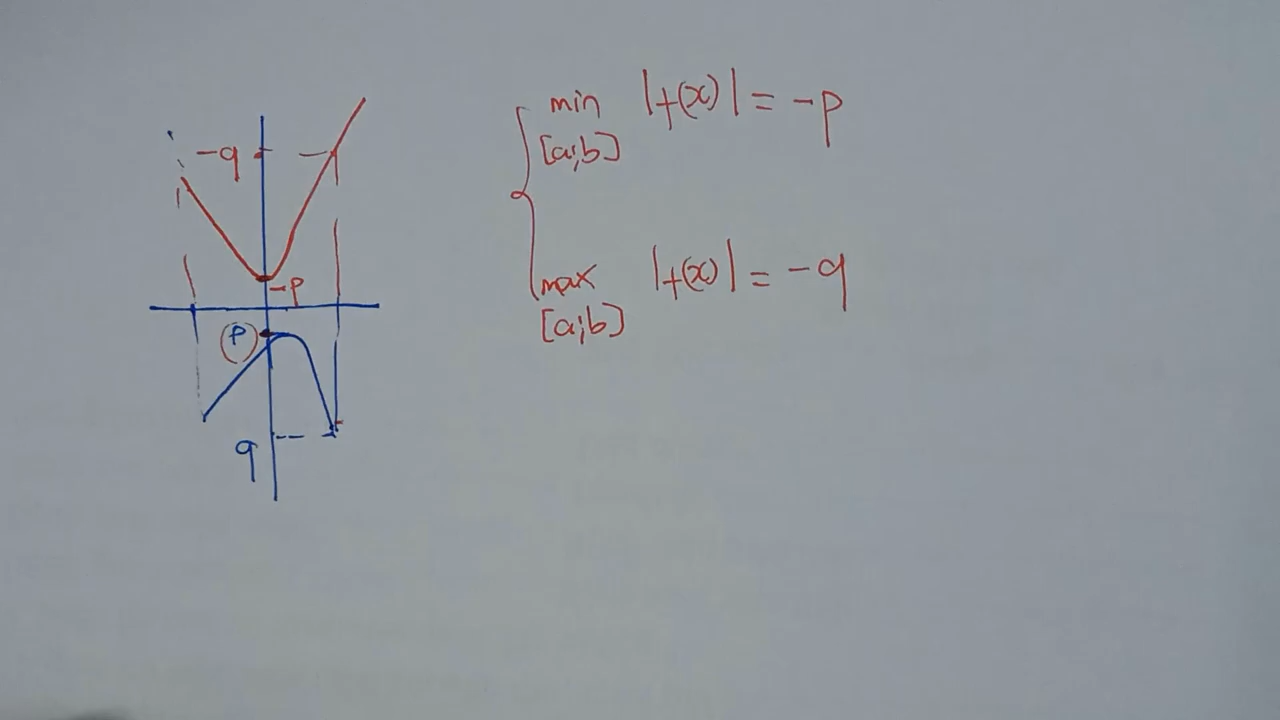 -q
-p
p
q
min |f(x)| = -p
[a;b]
max |f(x)| = -q
[a;b]